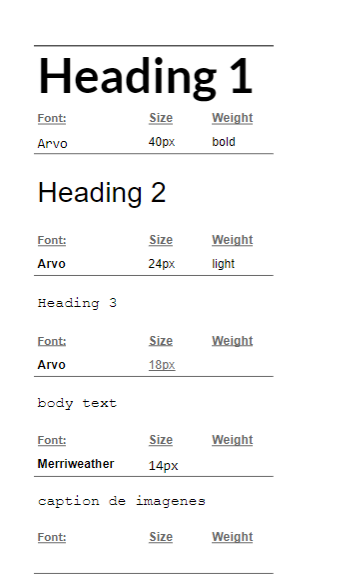 Heading 1
Font: Size Weight
Arvo 40px bold
Heading 2
Font: Size Weight
Arvo 24px light
Heading 3
Font: Size Weight
Arvo 18px
body text
Font: Size Weight
Merriweather 14px
caption de imagenes
Font: Size Weight